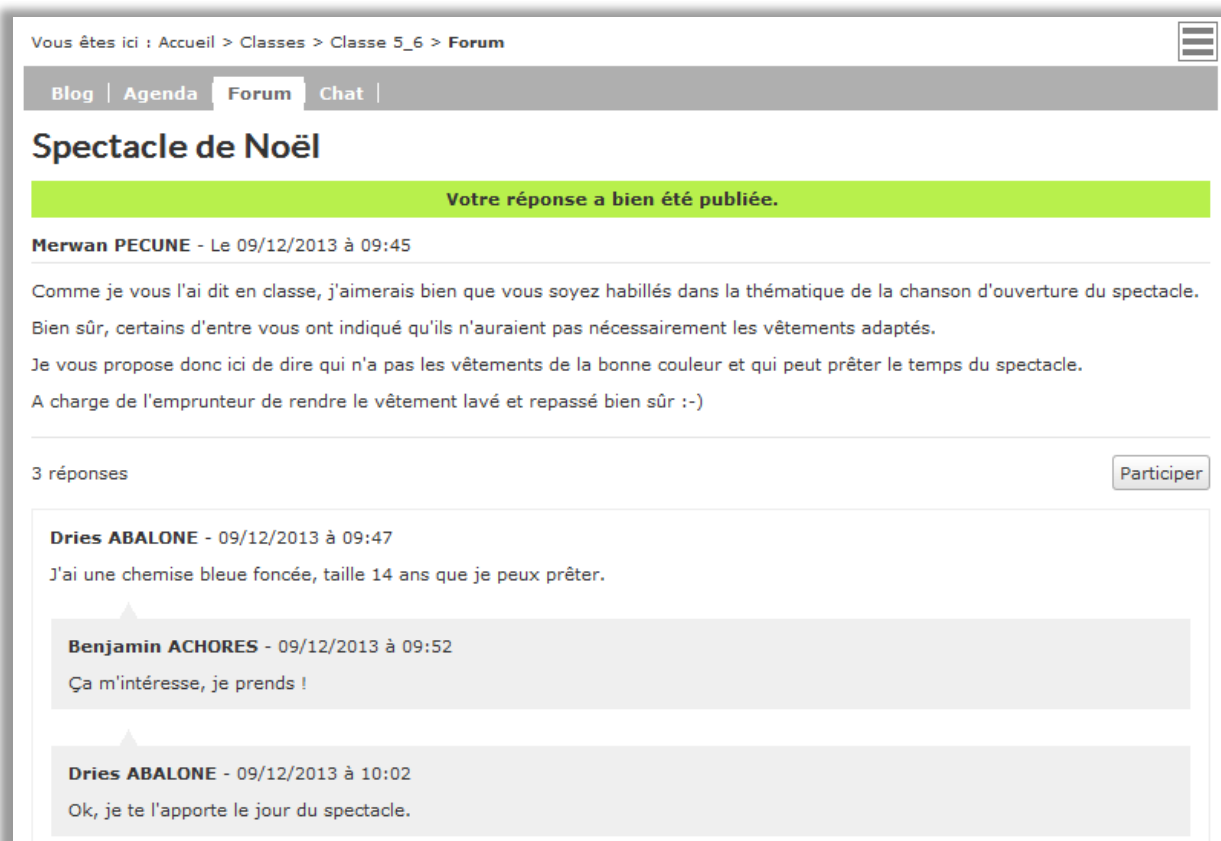 Vous êtes ici : Accueil > Classes > Classe 5_6 > Forum
Blog | Agenda | Forum | Chat |
Spectacle de Noël
Votre réponse a bien été publiée.
Merwan PECUNE - Le 09/12/2013 à 09:45
Comme je vous l'ai dit en classe, j'aimerais bien que vous soyez habillés dans la thématique de la chanson d'ouverture du spectacle.
Bien sûr, certains d'entre vous ont indiqué qu'ils n'auraient pas nécessairement les vêtements adaptés.
Je vous propose donc ici de dire qui n'a pas les vêtements de la bonne couleur et qui peut prêter le temps du spectacle.
A charge de l'emprunteur de rendre le vêtement lavé et repassé bien sûr :-)
3 réponses
Participer
Dries ABALONE - 09/12/2013 à 09:47
J'ai une chemise bleue foncée, taille 14 ans que je peux prêter.
Benjamin ACHORES - 09/12/2013 à 09:52
Ça m'intéresse, je prends !
Dries ABALONE - 09/12/2013 à 10:02
Ok, je te l'apporte le jour du spectacle.